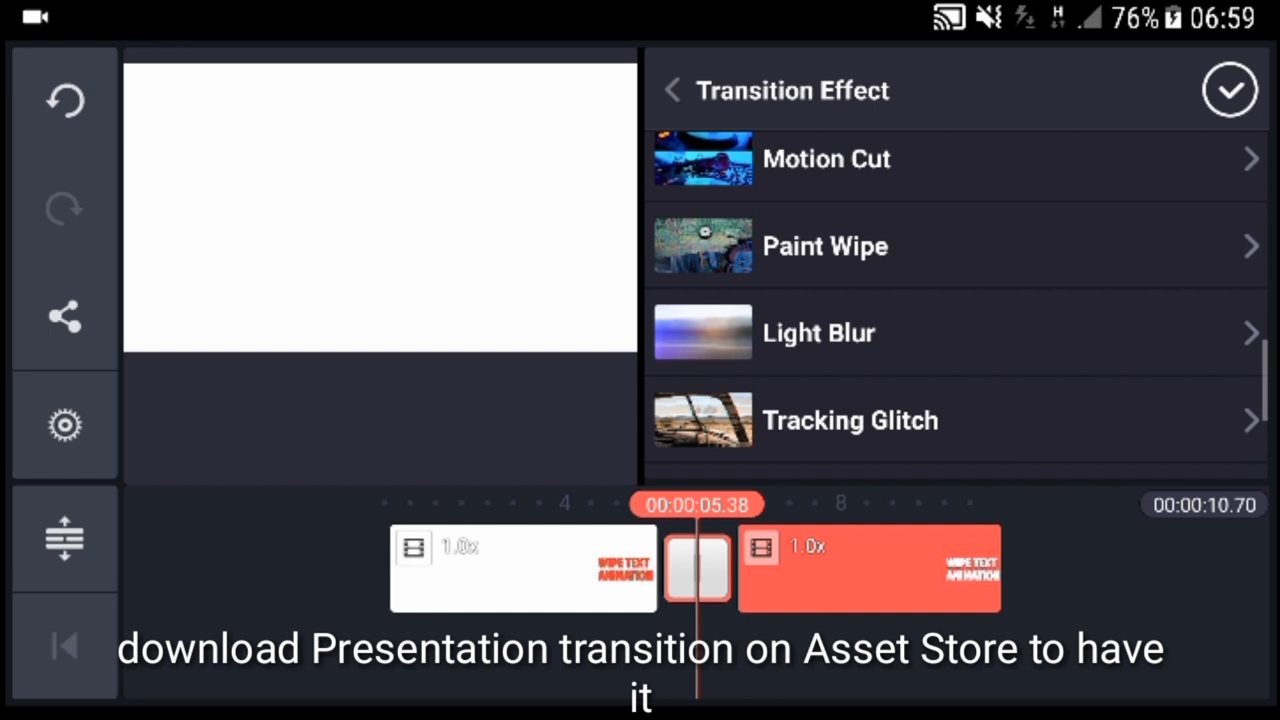 H 76% 06:59
Transition Effect
Motion Cut
Paint Wipe
Light Blur
Tracking Glitch
4 00:00:05.38 8 00:00:10.70
1.0x 1.0x
WIPE TEXT WIPE TEXT
ANIMATION ANIMATION
download Presentation transition on Asset Store to have
it